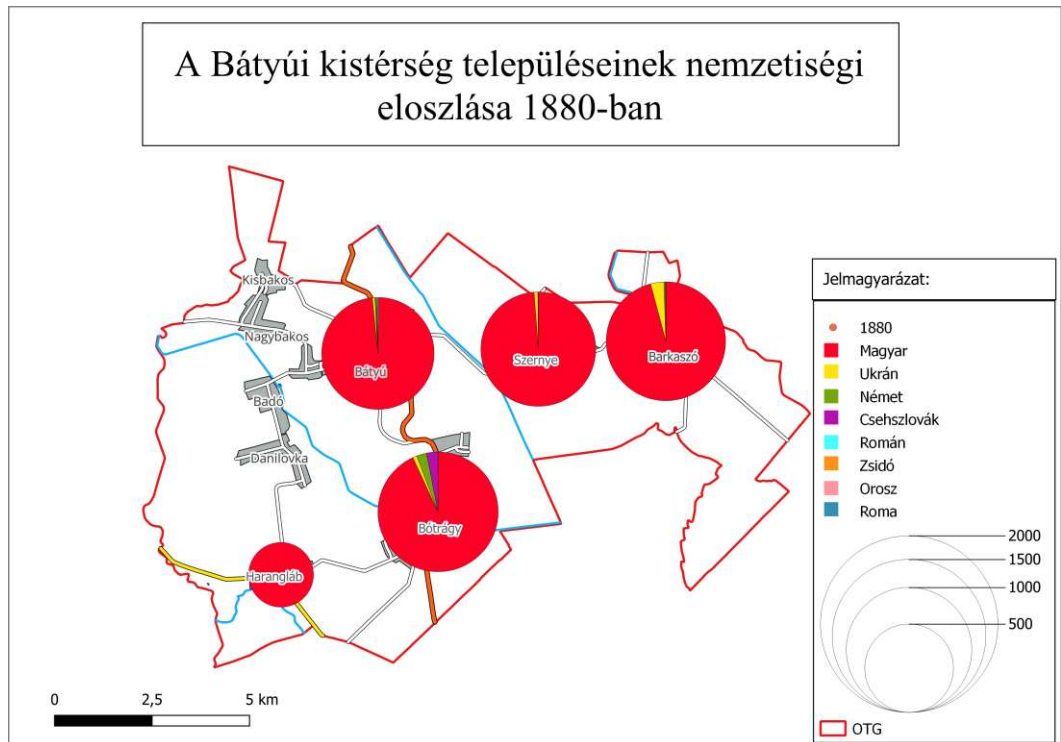 A Bátyúi kistérség településeinek nemzetiségi
eloszlása 1880-ban
Kisbakos
Nagybakos
Bátyú
Szernye
Barkaszó
Badó
Danilovka
Bótrágy
Harangláb
0 2,5 5 km
Jelmagyarázat:
1880
Magyar
Ukrán
Német
Csehszlovák
Román
Zsidó
Orosz
Roma
2000
1500
1000
500
OTG